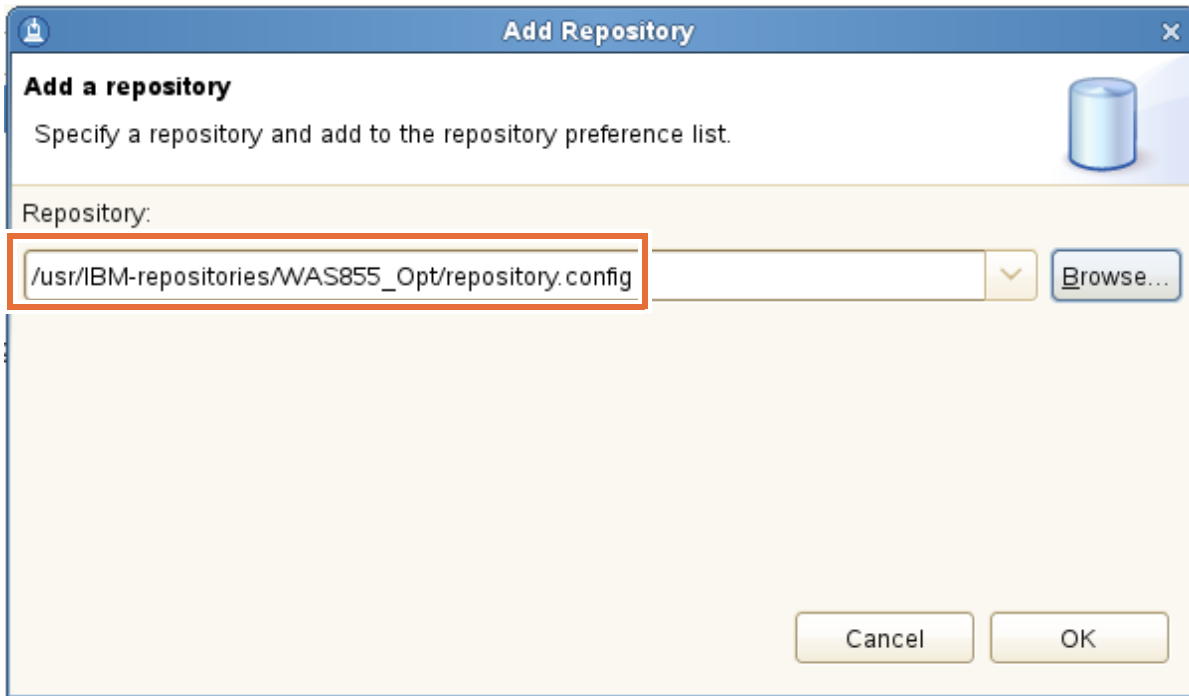 Add Repository
Add a repository
Specify a repository and add to the repository preference list.
Repository:
/usr/IBM-repositories/WAS855_Opt/repository.config
Browse...
Cancel
OK